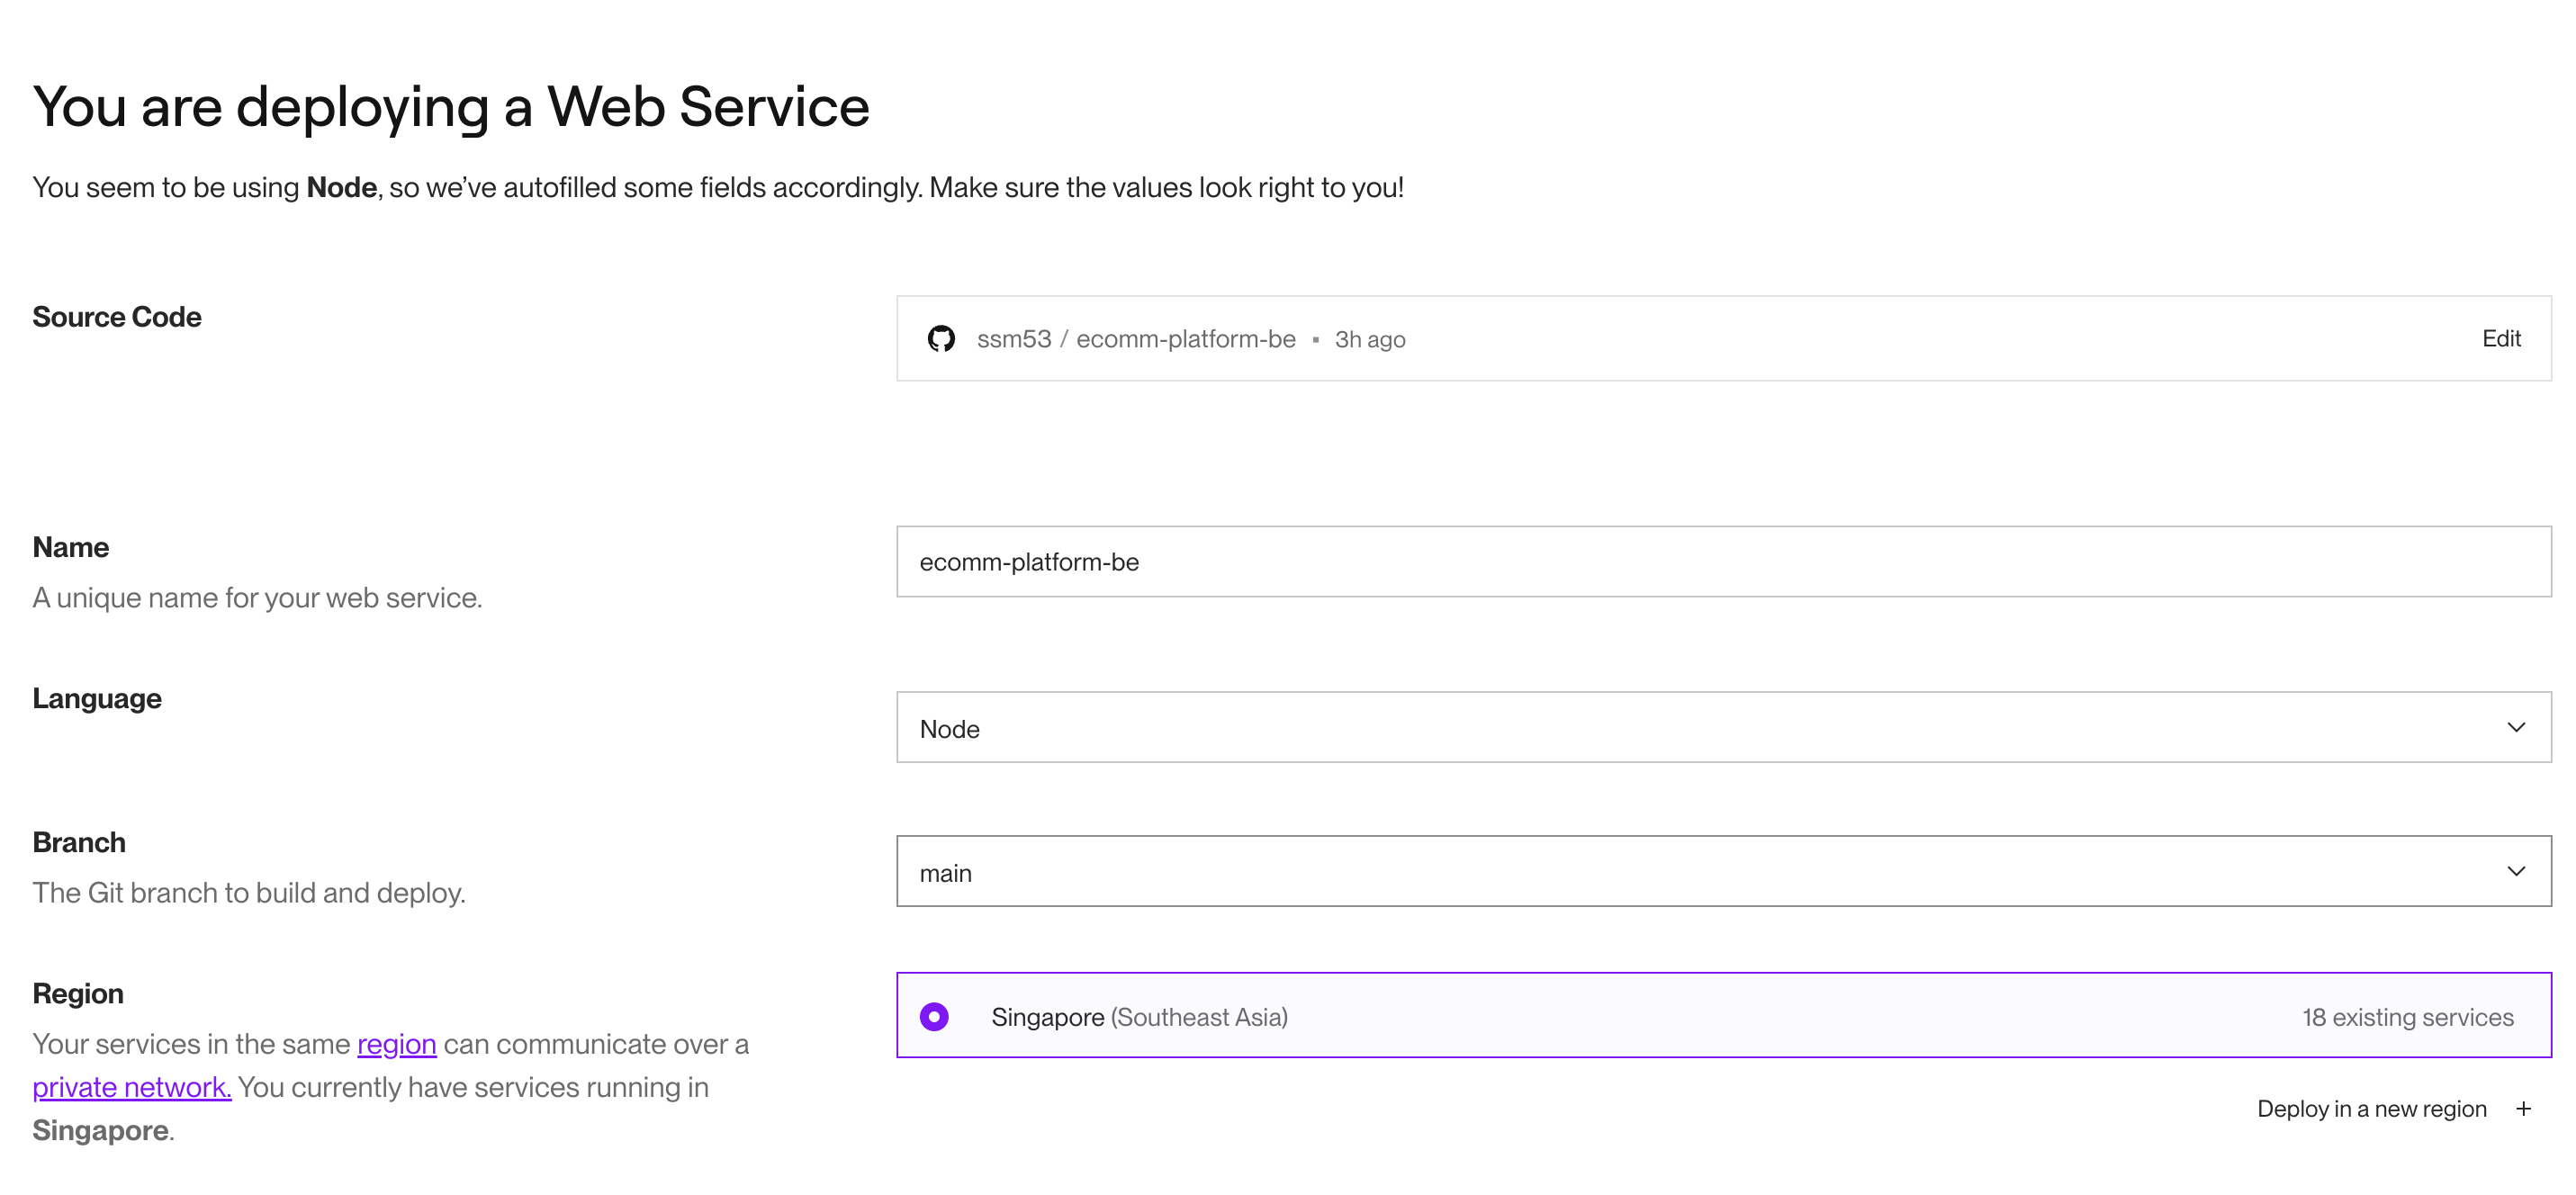 You are deploying a Web Service
You seem to be using Node, so we’ve autofilled some fields accordingly. Make sure the values look right to you!
Source Code
ssm53 / ecomm-platform-be ▪ 3h ago
Edit
Name
A unique name for your web service.
ecomm-platform-be
Language
Node
Branch
The Git branch to build and deploy.
main
Region
Your services in the same region can communicate over a
private network. You currently have services running in
Singapore.
Singapore (Southeast Asia)
18 existing services
Deploy in a new region +